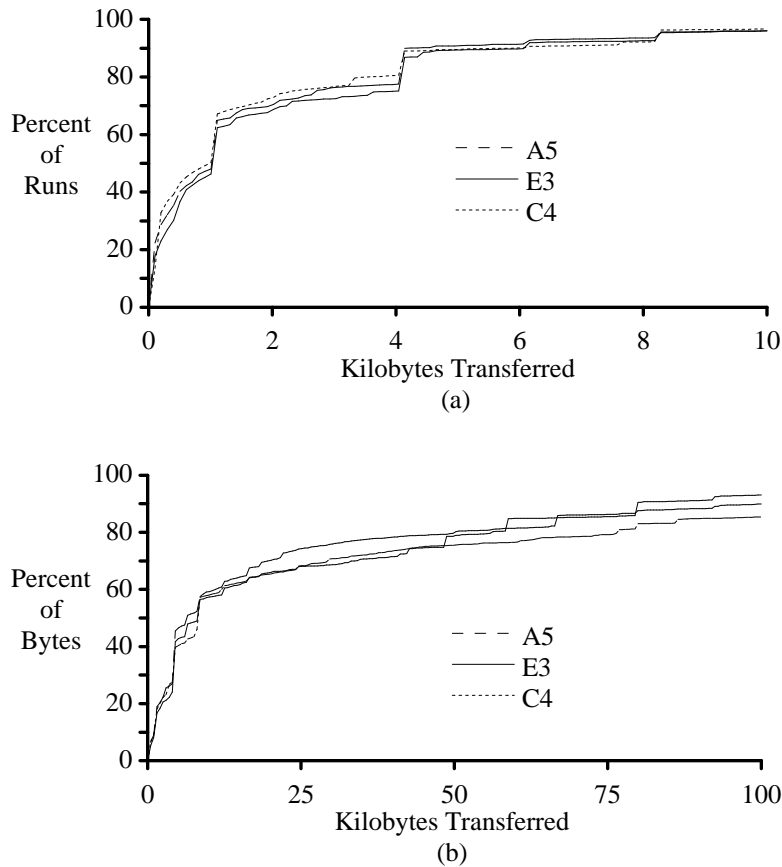 100
80
60
40
20
0
Percent
of
Runs
A5
E3
C4
0 2 4 6 8 10
Kilobytes Transferred
(a)
100
80
60
40
20
0
Percent
of
Bytes
A5
E3
C4
0 25 50 75 100
Kilobytes Transferred
(b)